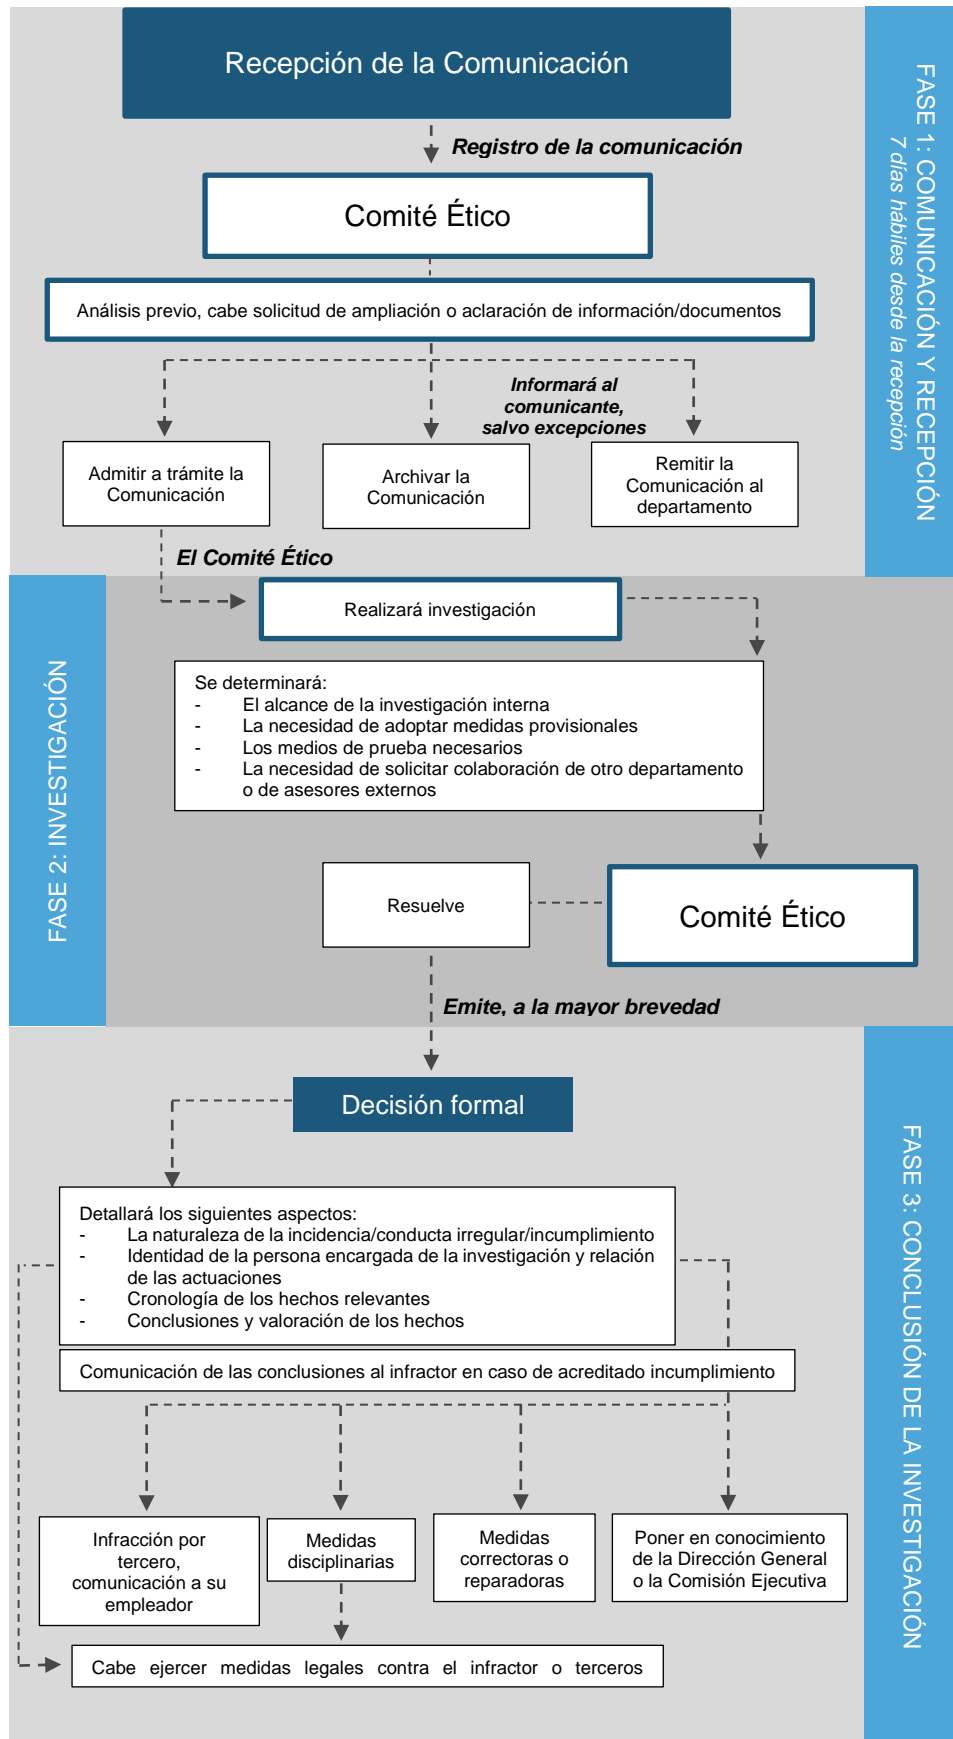 Recepción de la Comunicación
Registro de la comunicación
Comité Ético
Análisis previo, cabe solicitud de ampliación o aclaración de información/documentos
Informará al
comunicante,
salvo excepciones
Admitir a trámite la
Comunicación
Archivar la
Comunicación
Remitir la
Comunicación al
departamento
FASE 1: COMUNICACIÓN Y RECEPCIÓN
7 días hábiles desde la recepción
El Comité Ético
Realizará investigación
Se determinará:
- El alcance de la investigación interna
- La necesidad de adoptar medidas provisionales
- Los medios de prueba necesarios
- La necesidad de solicitar colaboración de otro departamento
o de asesores externos
Resuelve
Comité Ético
Emite, a la mayor brevedad
FASE 2: INVESTIGACIÓN
Decisión formal
Detallará los siguientes aspectos:
- La naturaleza de la incidencia/conducta irregular/incumplimiento
- Identidad de la persona encargada de la investigación y relación
de las actuaciones
- Cronología de los hechos relevantes
- Conclusiones y valoración de los hechos
Comunicación de las conclusiones al infractor en caso de acreditado incumplimiento
Infracción por
tercero,
comunicación a su
empleador
Medidas
disciplinarias
Medidas
correctoras o
reparadoras
Poner en conocimiento
de la Dirección General
o la Comisión Ejecutiva
Cabe ejercer medidas legales contra el infractor o terceros
FASE 3: CONCLUSIÓN DE LA INVESTIGACIÓN